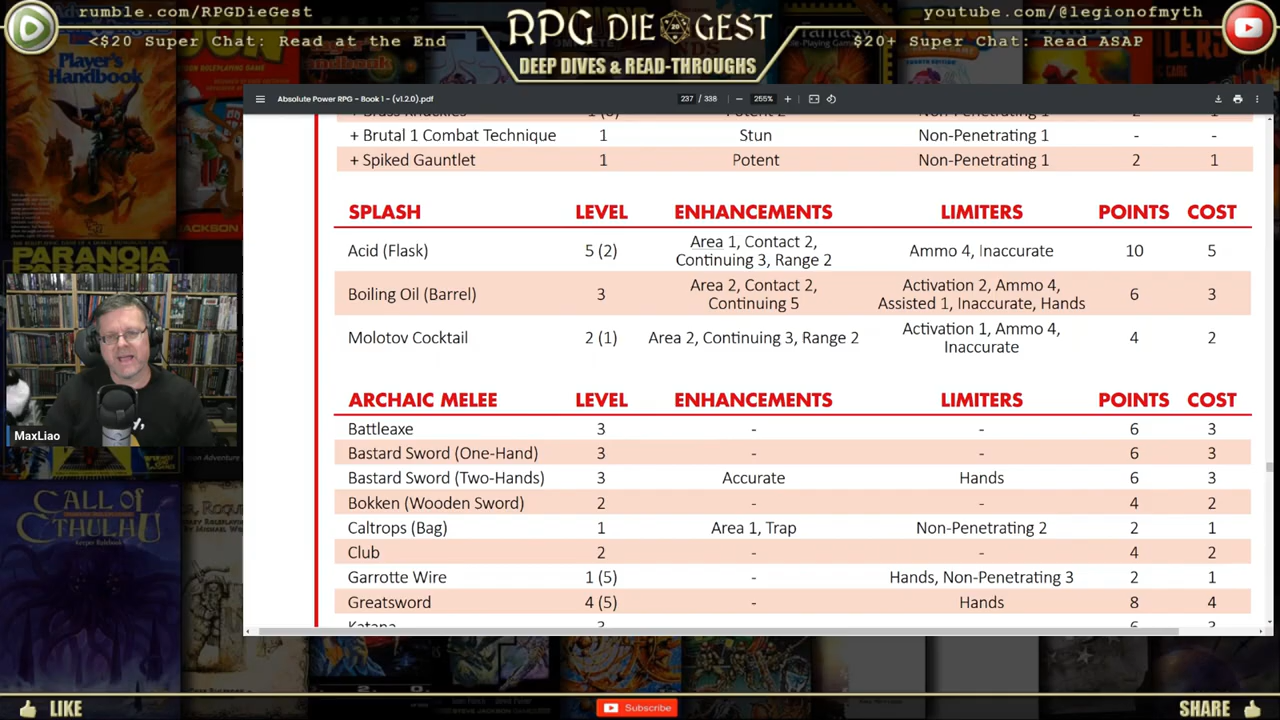 rumble.com/RPGDieGest
<$20 Super Chat: Read at the End
RPG DIE GEST
DEEP DIVES & READ-THROUGHS
youtube.com/@legionofmyth
$20+ Super Chat: Read ASAP
Player's
Handbook
PARANOIA
CALL OF
CTHULHU
MaxLiao
Absolute Power RPG - Book 1 - (v1.2.0).pdf
237 / 338
255%
+ Brutal 1 Combat Technique 1 Stun Non-Penetrating 1 - -
+ Spiked Gauntlet 1 Potent Non-Penetrating 1 2 1
SPLASH LEVEL ENHANCEMENTS LIMITERS POINTS COST
Acid (Flask) 5 (2) Area 1, Contact 2, Continuing 3, Range 2 Ammo 4, Inaccurate 10 5
Boiling Oil (Barrel) 3 Area 2, Contact 2, Continuing 5 Activation 2, Ammo 4, Assisted 1, Inaccurate, Hands 6 3
Molotov Cocktail 2 (1) Area 2, Continuing 3, Range 2 Activation 1, Ammo 4, Inaccurate 4 2
ARCHAIC MELEE LEVEL ENHANCEMENTS LIMITERS POINTS COST
Battleaxe 3 - - 6 3
Bastard Sword (One-Hand) 3 - - 6 3
Bastard Sword (Two-Hands) 3 Accurate Hands 6 3
Bokken (Wooden Sword) 2 - - 4 2
Caltrops (Bag) 1 Area 1, Trap Non-Penetrating 2 2 1
Club 2 - - 4 2
Garrotte Wire 1 (5) - Hands, Non-Penetrating 3 2 1
Greatsword 4 (5) - Hands 8 4
LIKE
Subscribe
SHARE